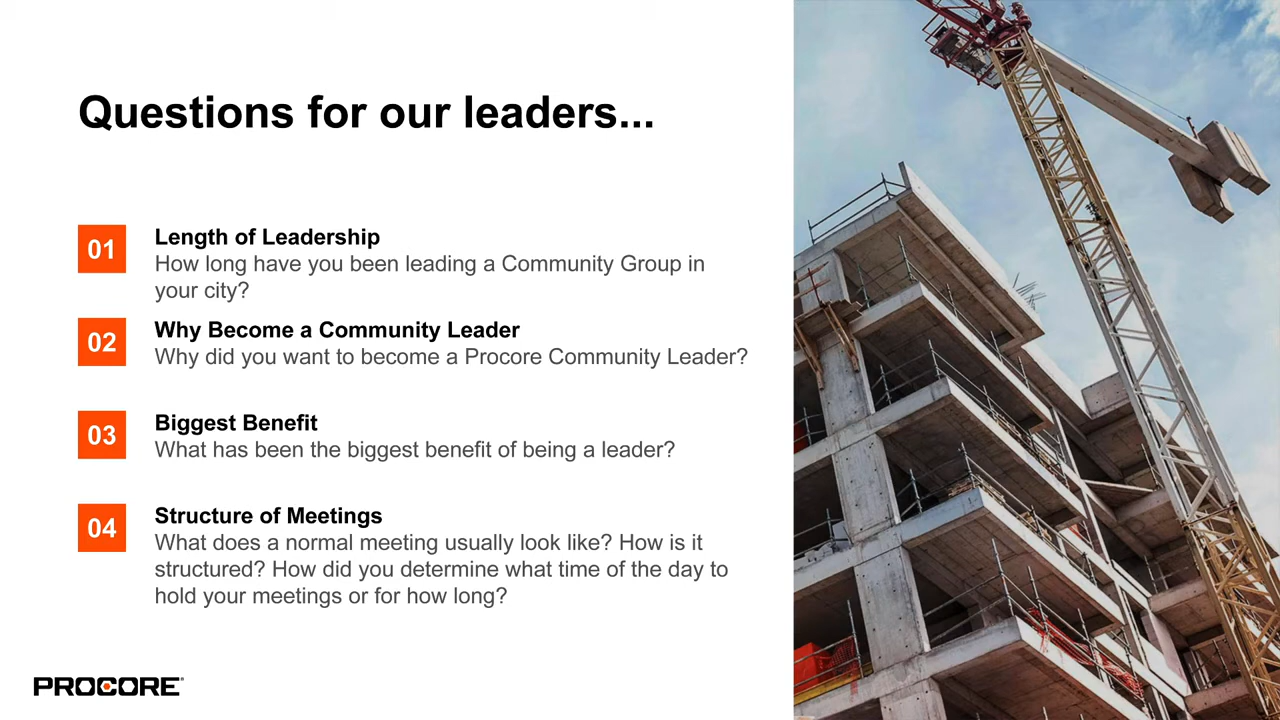 Questions for our leaders...
01
Length of Leadership
How long have you been leading a Community Group in
your city?
02
Why Become a Community Leader
Why did you want to become a Procore Community Leader?
03
Biggest Benefit
What has been the biggest benefit of being a leader?
04
Structure of Meetings
What does a normal meeting usually look like? How is it
structured? How did you determine what time of the day to
hold your meetings or for how long?
PROCORE